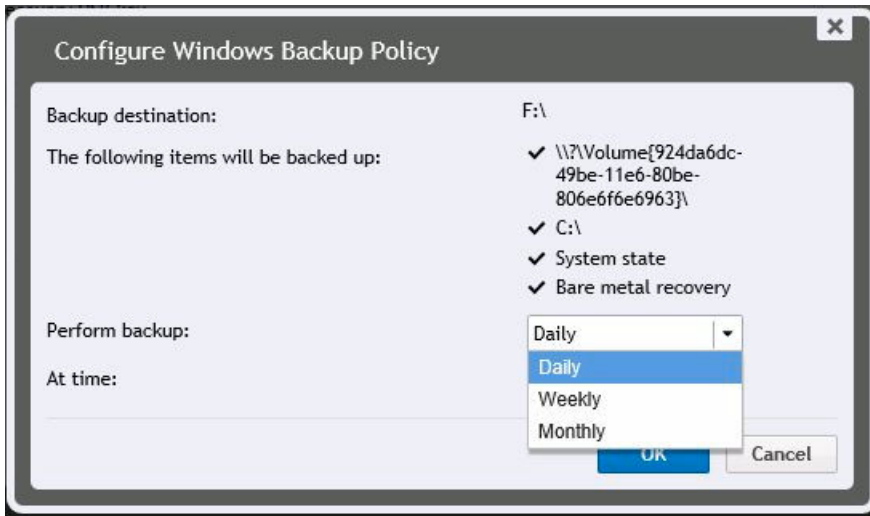 Configure Windows Backup Policy
Backup destination:
F:\
The following items will be backed up:
\\?\Volume{924da6dc-
49be-11e6-80be-
806e6f6e6963}\
C:\
System state
Bare metal recovery
Perform backup:
Daily
Daily
Weekly
Monthly
At time:
OK
Cancel